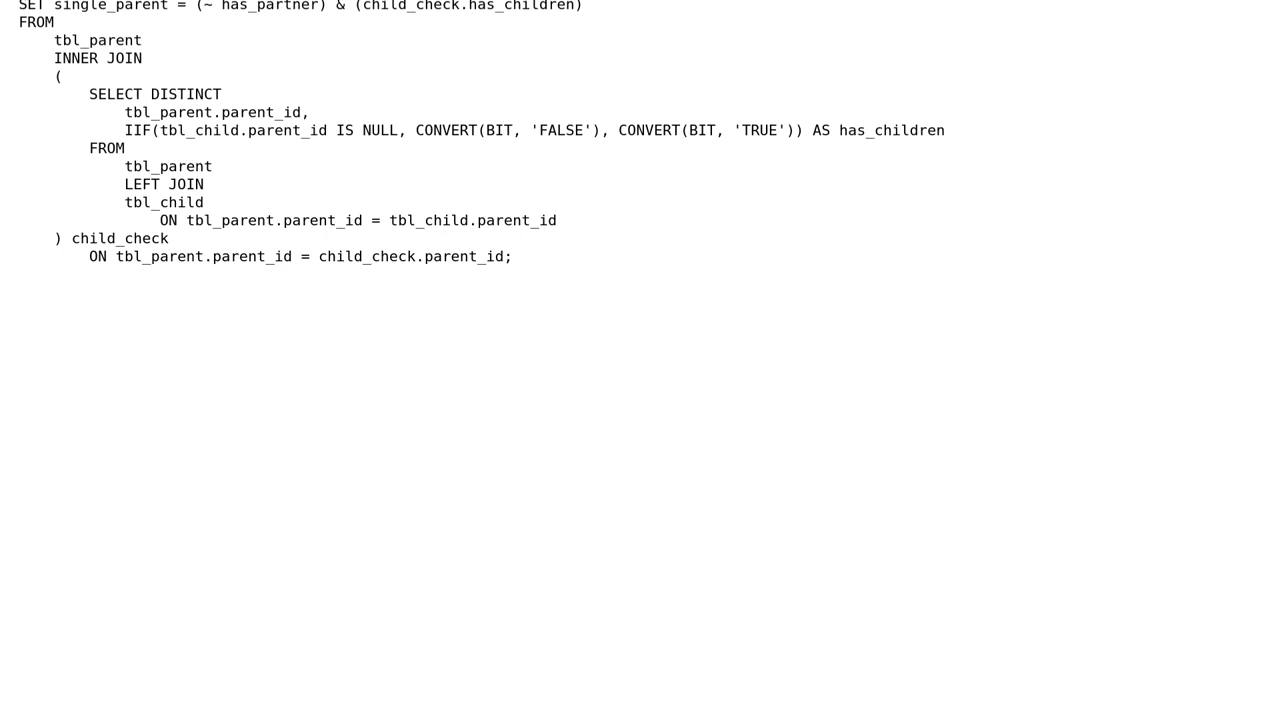 SET single_parent = (~ has_partner) & (child_check.has_children)
FROM
    tbl_parent
    INNER JOIN
    (
        SELECT DISTINCT
            tbl_parent.parent_id,
            IIF(tbl_child.parent_id IS NULL, CONVERT(BIT, 'FALSE'), CONVERT(BIT, 'TRUE')) AS has_children
        FROM
            tbl_parent
            LEFT JOIN
            tbl_child
                ON tbl_parent.parent_id = tbl_child.parent_id
    ) child_check
        ON tbl_parent.parent_id = child_check.parent_id;